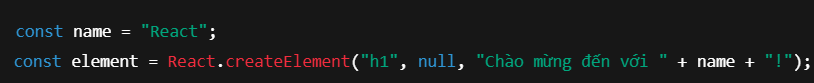 const name = "React";
const element = React.createElement("h1", null, "Chào mừng đến với " + name + "!");